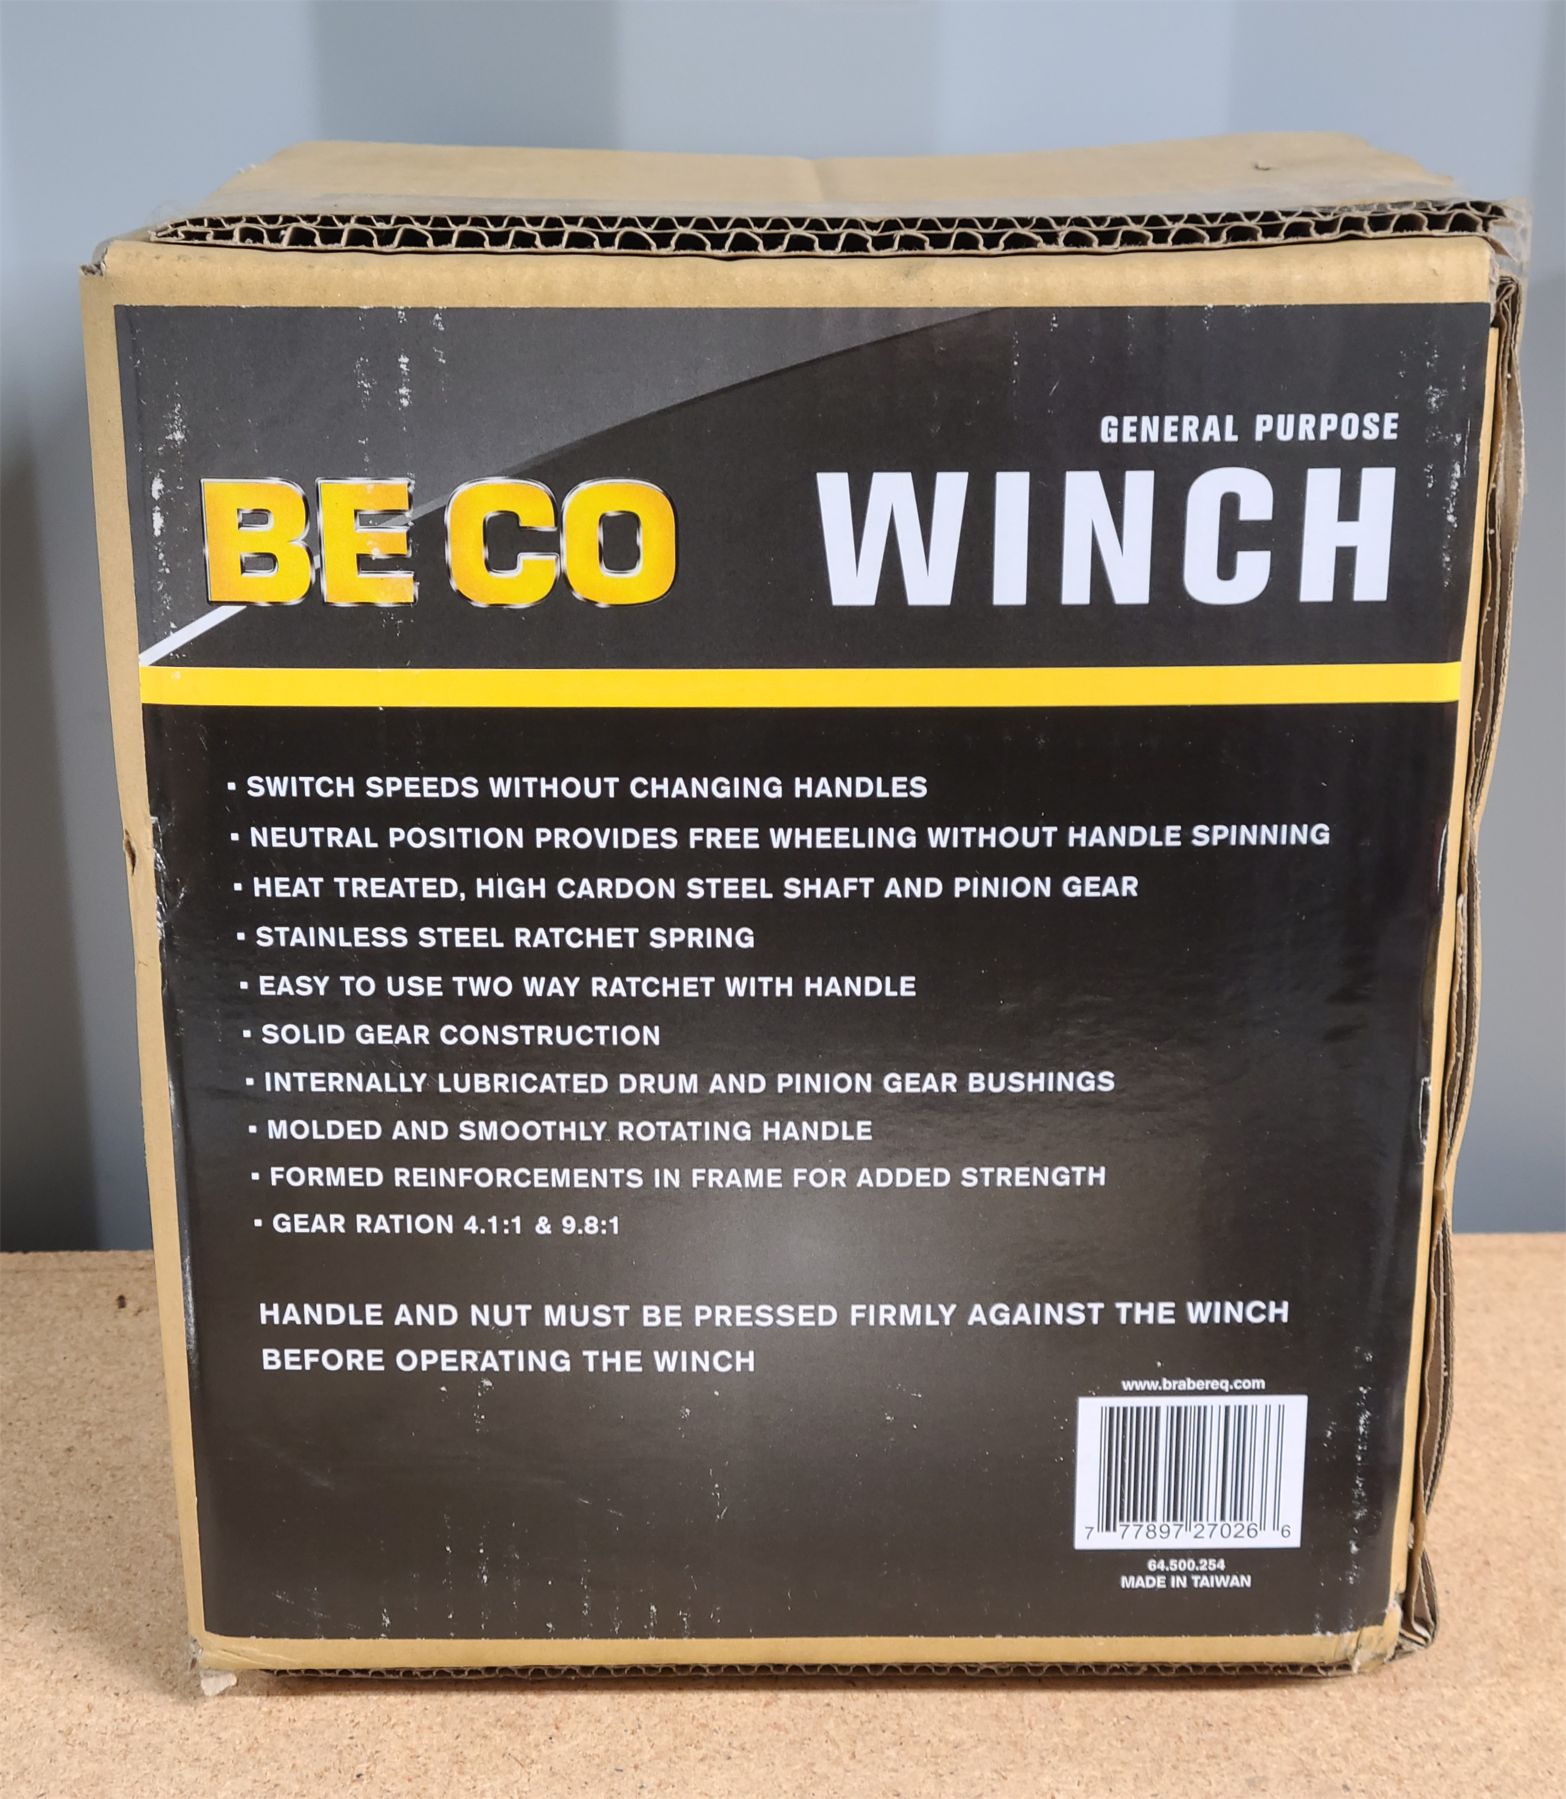 GENERAL PURPOSE
BE CO WINCH
▪ SWITCH SPEEDS WITHOUT CHANGING HANDLES
▪ NEUTRAL POSITION PROVIDES FREE WHEELING WITHOUT HANDLE SPINNING
▪ HEAT TREATED, HIGH CARDON STEEL SHAFT AND PINION GEAR
▪ STAINLESS STEEL RATCHET SPRING
▪ EASY TO USE TWO WAY RATCHET WITH HANDLE
▪ SOLID GEAR CONSTRUCTION
▪ INTERNALLY LUBRICATED DRUM AND PINION GEAR BUSHINGS
▪ MOLDED AND SMOOTHLY ROTATING HANDLE
▪ FORMED REINFORCEMENTS IN FRAME FOR ADDED STRENGTH
▪ GEAR RATION 4.1:1 & 9.8:1
HANDLE AND NUT MUST BE PRESSED FIRMLY AGAINST THE WINCH
BEFORE OPERATING THE WINCH
www.brabereq.com
7 77897 27026 6
64.500.254
MADE IN TAIWAN